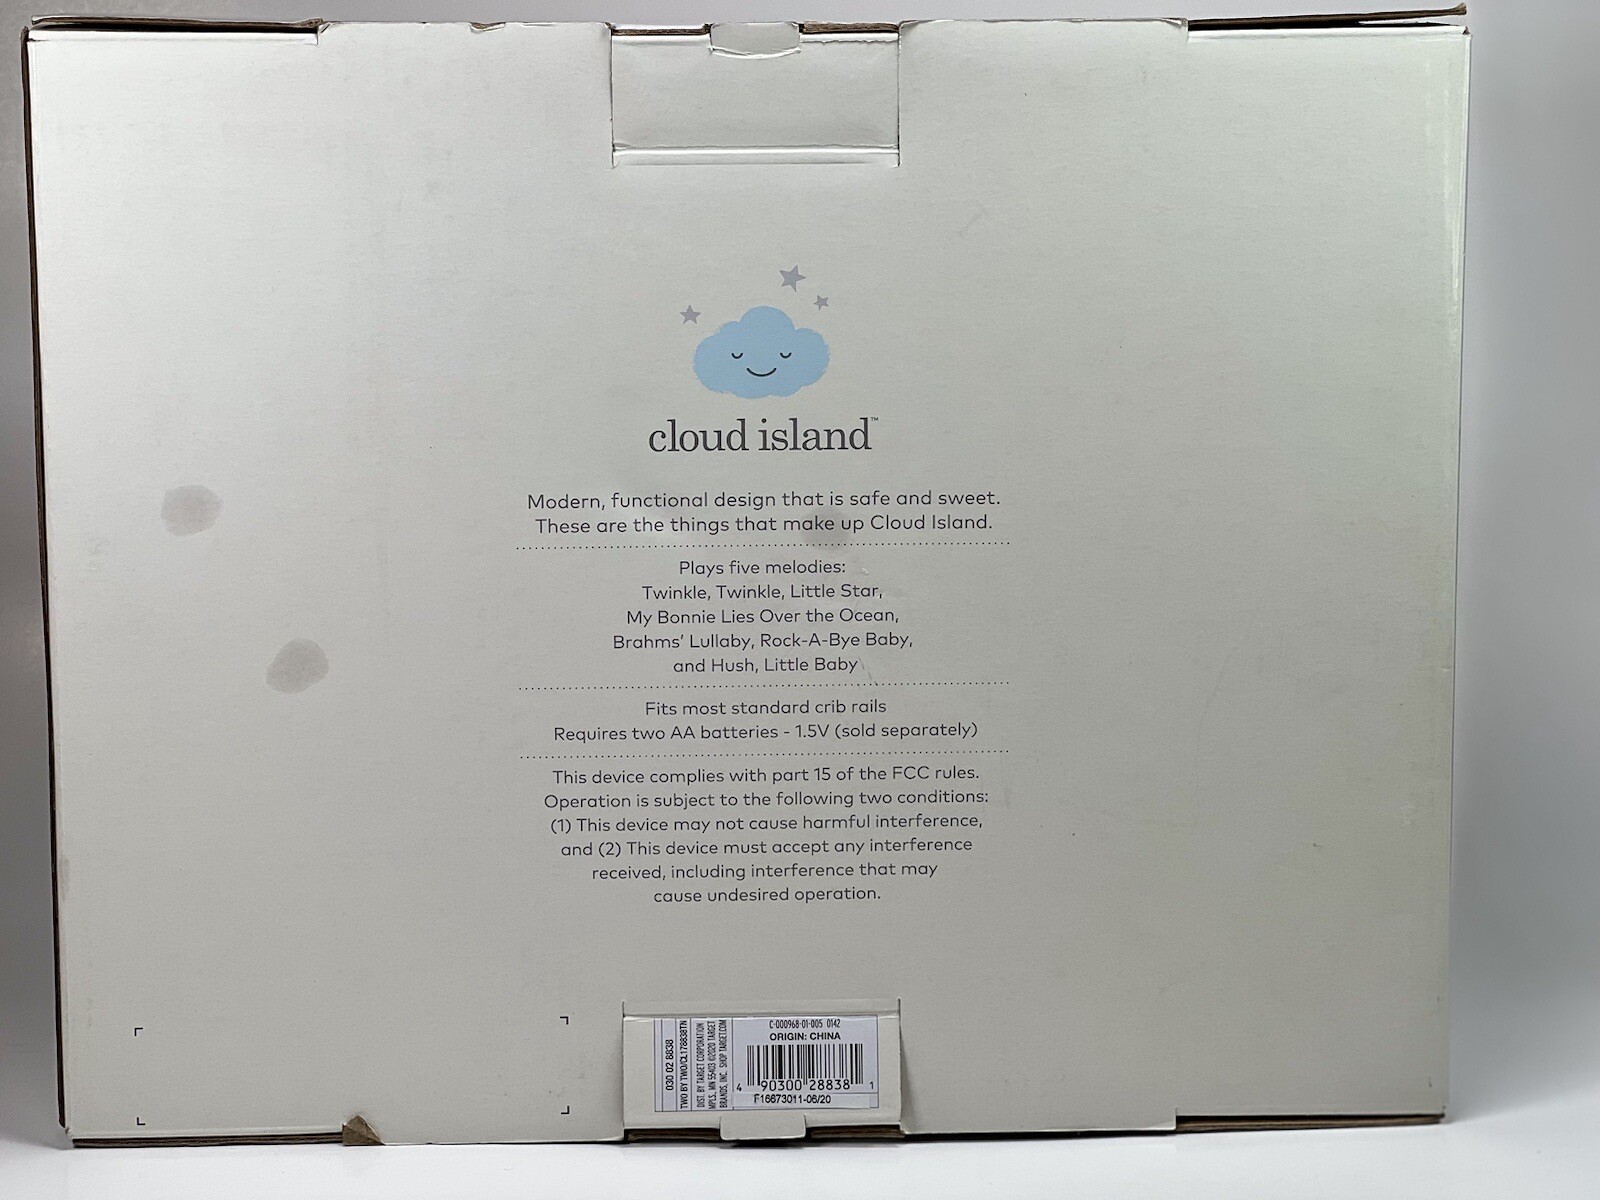 cloud island™
Modern, functional design that is safe and sweet.
These are the things that make up Cloud Island.
Plays five melodies:
Twinkle, Twinkle, Little Star,
My Bonnie Lies Over the Ocean,
Brahms' Lullaby, Rock-A-Bye Baby,
and Hush, Little Baby
Fits most standard crib rails
Requires two AA batteries - 1.5V (sold separately)
This device complies with part 15 of the FCC rules.
Operation is subject to the following two conditions:
(1) This device may not cause harmful interference,
and (2) This device must accept any interference
received, including interference that may
cause undesired operation.
030 02 8838
TWO BY TWO/CL178838TN
DIST. BY TARGET CORPORATION
MPLS, MN 55403 ©2020 TARGET
BRANDS, INC. SHOP TARGET.COM
C-000968-01-005 0142
ORIGIN: CHINA
4 90300 28838 1
F16673011-06/20